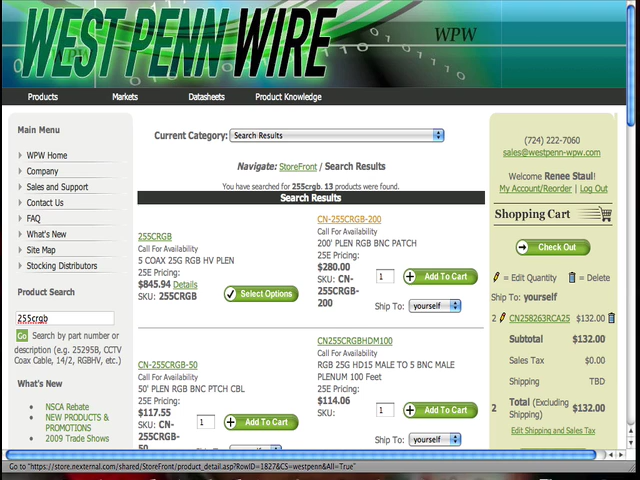 WEST PENN WIRE
WPW
Products
Markets
Datasheets
Product Knowledge
Main Menu
WPW Home
Company
Sales and Support
Contact Us
FAQ
What's New
Site Map
Stocking Distributors
Product Search
255crgb
Go Search by part number or
description (e.g. 25295B, CCTV
Coax Cable, 14/2, RGBHV, etc.)
What's New
NSCA Rebate
NEW PRODUCTS &
PROMOTIONS
2009 Trade Shows
Current Category: Search Results
Navigate: StoreFront / Search Results
You have searched for 255crgb. 13 products were found.
Search Results
255CRGB
Call For Availability
5 COAX 25G RGB HV PLEN
25E Pricing:
$845.94 Details
SKU: 255CRGB
Select Options
CN-255CRGB-200
Call For Availability
200' PLEN RGB BNC PATCH
25E Pricing:
$280.00
SKU: CN-
255CRGB-
200
1
Add To Cart
Ship To: yourself
CN-255CRGB-50
Call For Availability
50' PLEN RGB BNC PTCH CBL
25E Pricing:
$117.55
SKU: CN-
255CRGB-
50
1
Add To Cart
CN255CRGBHDM100
Call For Availability
RGB 25G HD15 MALE TO 5 BNC MALE
PLENUM 100 Feet
25E Pricing:
$114.06
SKU:
1
Add To Cart
Ship To: yourself
(724) 222-7060
sales@westpenn-wpw.com
Welcome Renee Staul!
My Account/Reorder | Log Out
Shopping Cart
Check Out
= Edit Quantity = Delete
Ship To: yourself
2 CN258263RCA25 $132.00
Subtotal $132.00
Sales Tax $0.00
Shipping TBD
2 Total (Excluding Shipping) $132.00
Edit Shipping and Sales Tax
Go to "https://store.nexternal.com/shared/StoreFront/product_detail.asp?RowID=1827&CS=westpenn&All=True"